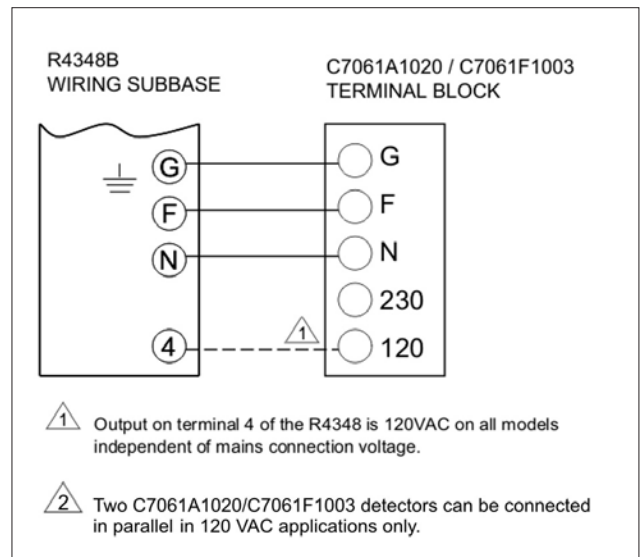 R4348B
WIRING SUBBASE
C7061A1020 / C7061F1003
TERMINAL BLOCK
G
G
F
F
N
N
230
4
1
120
1 Output on terminal 4 of the R4348 is 120VAC on all models
independent of mains connection voltage.
2 Two C7061A1020/C7061F1003 detectors can be connected
in parallel in 120 VAC applications only.